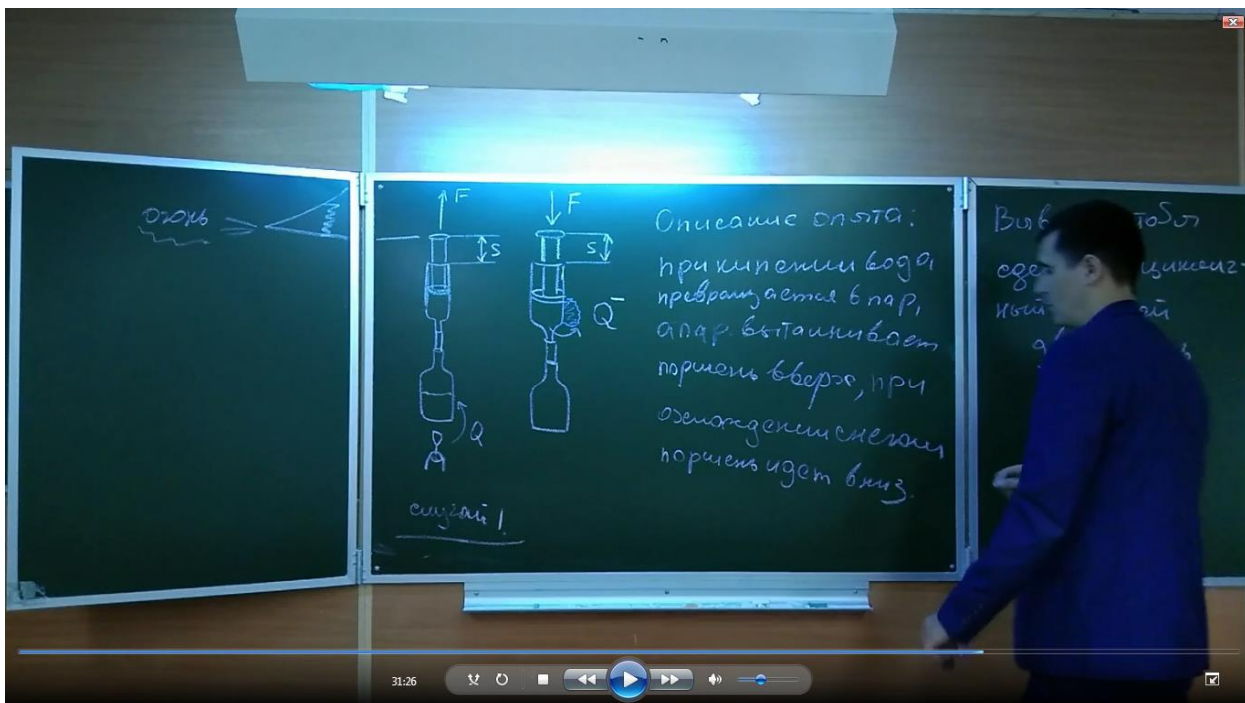 огонь
F
S
Q
случай 1.
F
S
Q̄
Описание опыта:
при кипении вода
превращается в пар,
а пар выталкивает
поршень вверх, при
охлаждении снегом
поршень идет вниз.
31:26